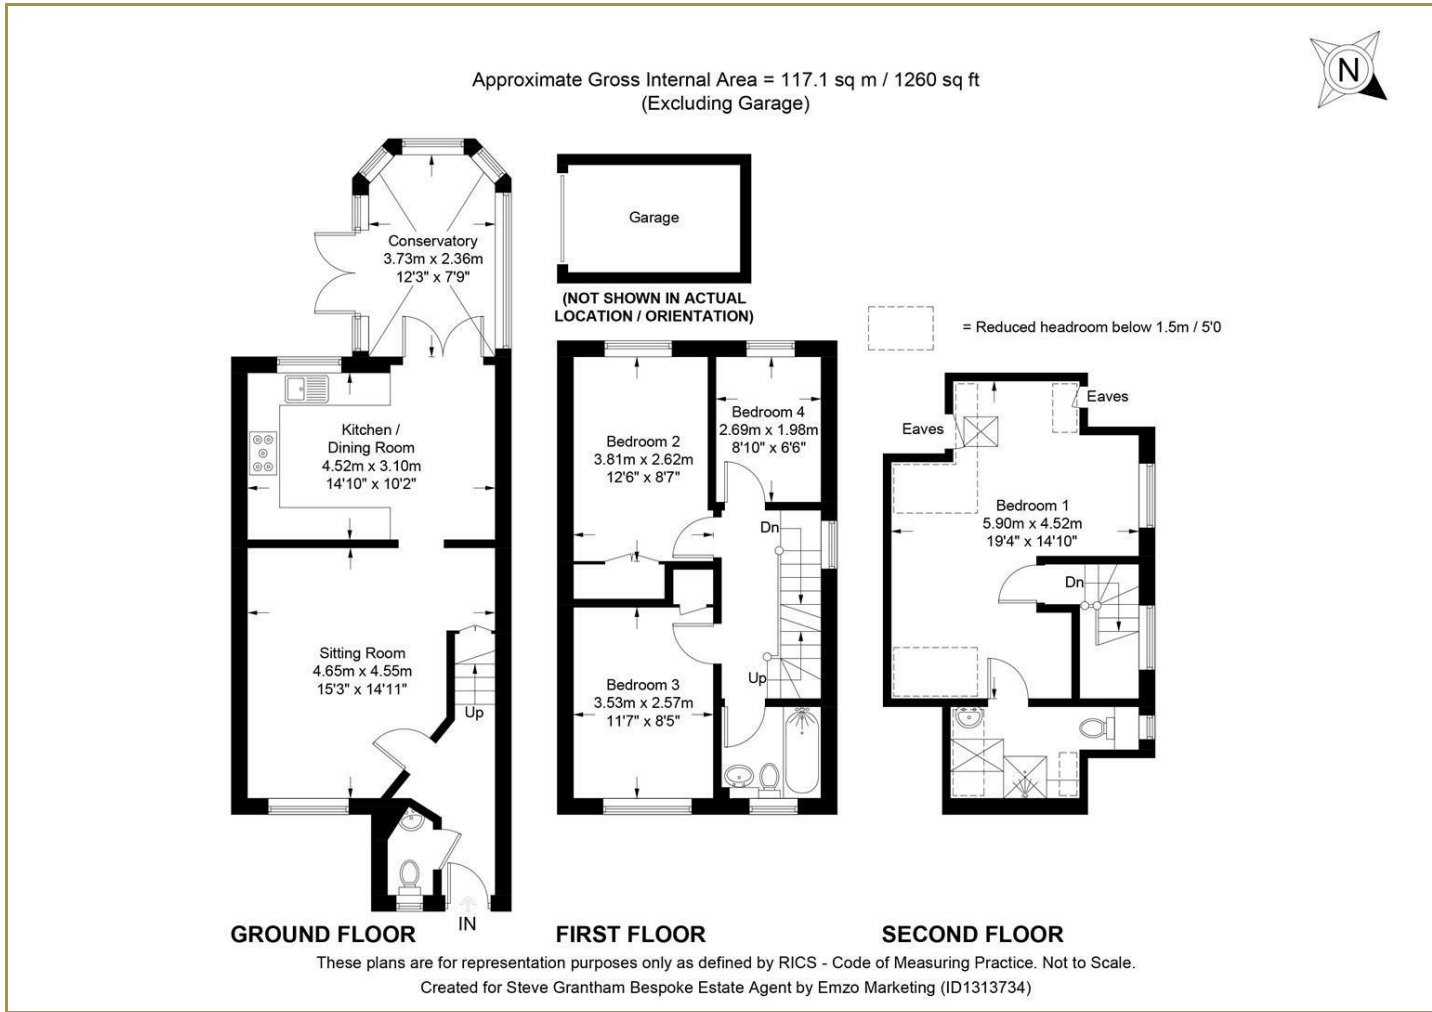 Approximate Gross Internal Area = 117.1 sq m / 1260 sq ft
(Excluding Garage)
N
Conservatory
3.73m x 2.36m
12'3" x 7'9"
Kitchen /
Dining Room
4.52m x 3.10m
14'10" x 10'2"
Sitting Room
4.65m x 4.55m
15'3" x 14'11"
Up
IN
GROUND FLOOR
Garage
(NOT SHOWN IN ACTUAL
LOCATION / ORIENTATION)
Bedroom 2
3.81m x 2.62m
12'6" x 8'7"
Bedroom 4
2.69m x 1.98m
8'10" x 6'6"
Dn
Bedroom 3
3.53m x 2.57m
11'7" x 8'5"
Up
FIRST FLOOR
= Reduced headroom below 1.5m / 5'0
Eaves
Eaves
Bedroom 1
5.90m x 4.52m
19'4" x 14'10"
Dn
SECOND FLOOR
These plans are for representation purposes only as defined by RICS - Code of Measuring Practice. Not to Scale.
Created for Steve Grantham Bespoke Estate Agent by Emzo Marketing (ID1313734)